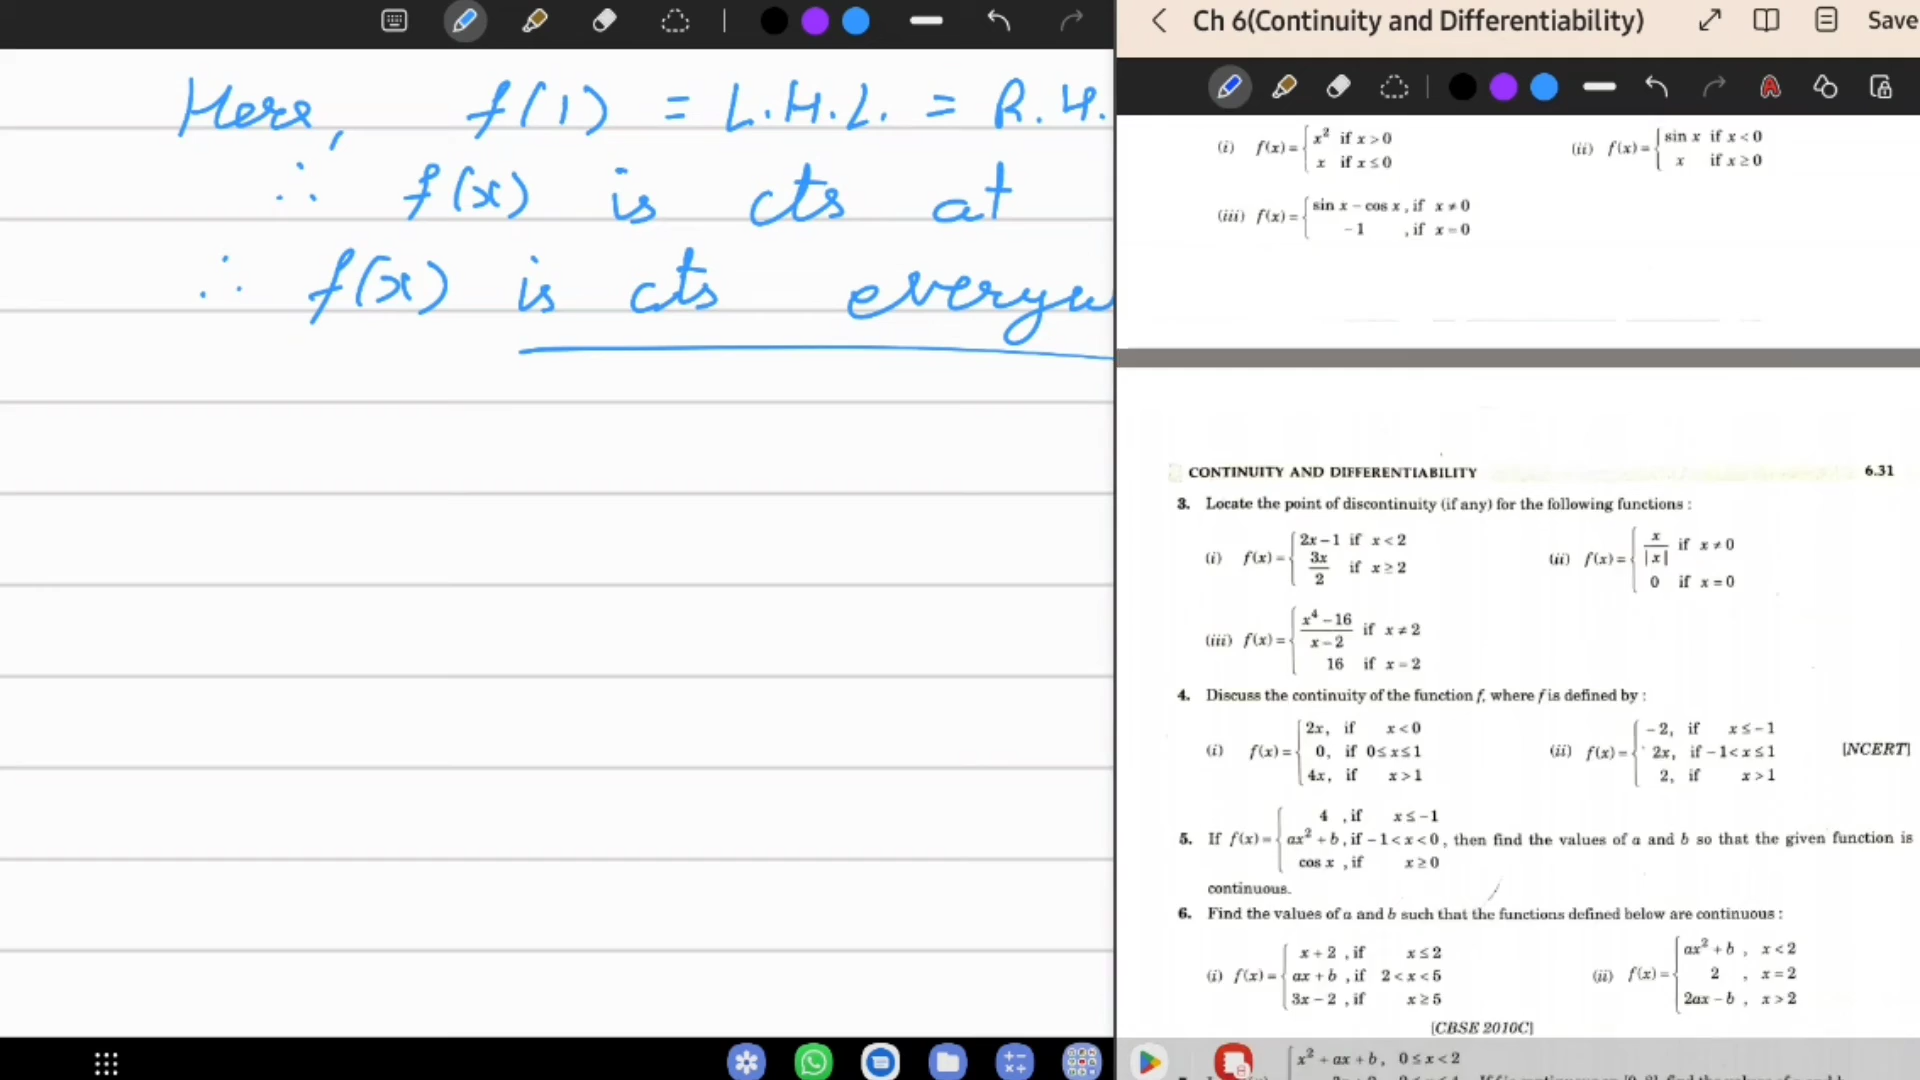 Here, f(1) = L.H.L. = R.H.
∴ f(x) is cts at
∴ f(x) is cts everyw
Ch 6(Continuity and Differentiability)
Save
(i) f(x) = { x² if x > 0
x if x ≤ 0
(ii) f(x) = { sin x if x < 0
x if x ≥ 0
(iii) f(x) = { sin x − cos x , if x ≠ 0
−1 , if x = 0
CONTINUITY AND DIFFERENTIABILITY 6.31
3. Locate the point of discontinuity (if any) for the following functions :
(i) f(x) = { 2x − 1 if x < 2
3x/2 if x ≥ 2
(ii) f(x) = { x/|x| if x ≠ 0
0 if x = 0
(iii) f(x) = { x⁴ − 16/x − 2 if x ≠ 2
16 if x = 2
4. Discuss the continuity of the function f, where f is defined by :
(i) f(x) = { 2x, if x < 0
0, if 0 ≤ x ≤ 1
4x, if x > 1
(ii) f(x) = { − 2, if x ≤ − 1
2x, if − 1 < x ≤ 1
2, if x > 1
[NCERT]
5. If f(x) = { 4 , if x ≤ −1
ax² + b , if − 1 < x < 0 , then find the values of a and b so that the given function is
cos x , if x ≥ 0
continuous.
6. Find the values of a and b such that the functions defined below are continuous :
(i) f(x) = { x + 2 , if x ≤ 2
ax + b , if 2 < x < 5
3x − 2 , if x ≥ 5
(ii) f(x) = { ax² + b , x < 2
2 , x = 2
2ax − b , x > 2
[CBSE 2010C]
x² + ax + b, 0 ≤ x < 2